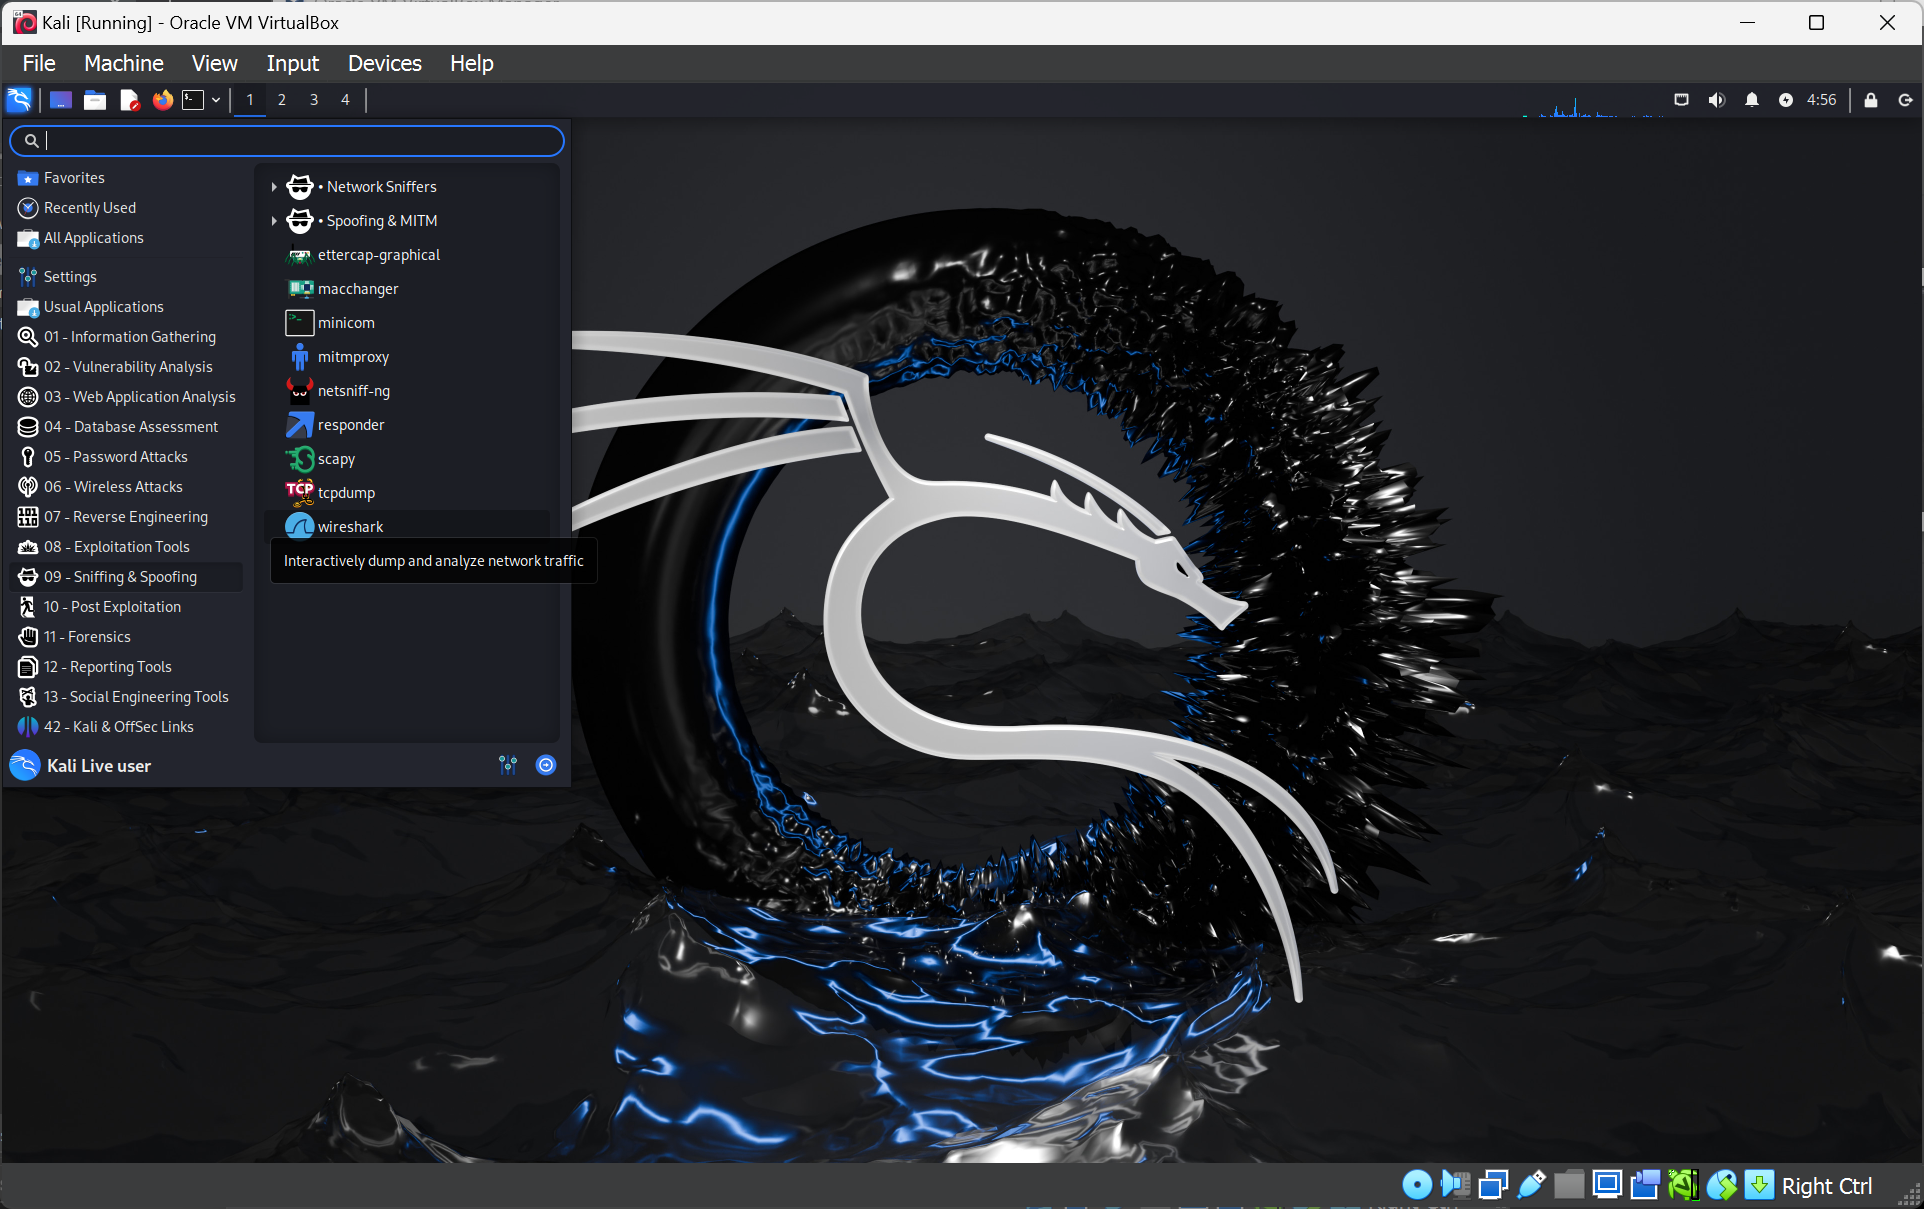 Kali [Running] - Oracle VM VirtualBox
File Machine View Input Devices Help
1 2 3 4 4:56
Favorites
Recently Used
All Applications
Settings
Usual Applications
01 - Information Gathering
02 - Vulnerability Analysis
03 - Web Application Analysis
04 - Database Assessment
05 - Password Attacks
06 - Wireless Attacks
07 - Reverse Engineering
08 - Exploitation Tools
09 - Sniffing & Spoofing
10 - Post Exploitation
11 - Forensics
12 - Reporting Tools
13 - Social Engineering Tools
42 - Kali & OffSec Links
• Network Sniffers
• Spoofing & MITM
ettercap-graphical
macchanger
minicom
mitmproxy
netsniff-ng
responder
scapy
TCP tcpdump
wireshark
Interactively dump and analyze network traffic
Kali Live user
Right Ctrl